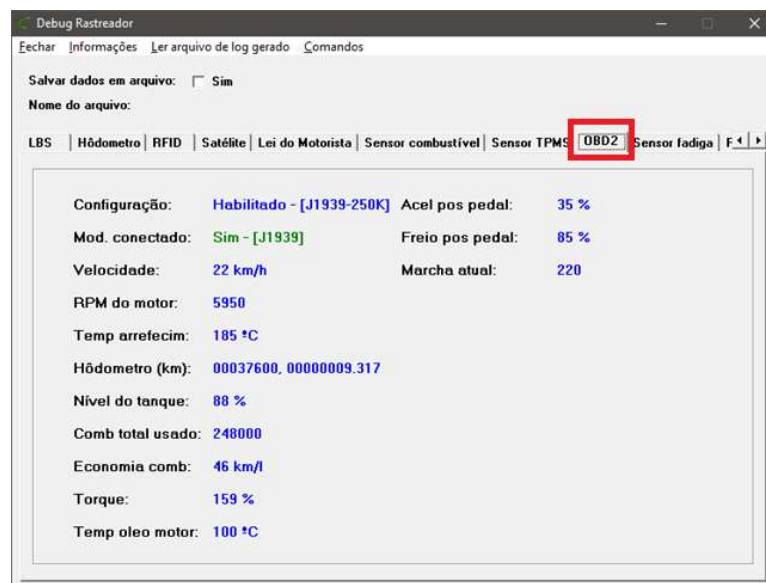 Debug Rastreador
Fechar Informações Ler arquivo de log gerado Comandos
Salvar dados em arquivo: Sim
Nome do arquivo:
LBS Hôdometro RFID Satélite Lei do Motorista Sensor combustível Sensor TPMS OBD2 Sensor fadiga F
Configuração: Habilitado - [J1939-250K] Acel pos pedal: 35 %
Mod. conectado: Sim - [J1939] Freio pos pedal: 85 %
Velocidade: 22 km/h Marcha atual: 220
RPM do motor: 5950
Temp arrefecim: 185 ºC
Hôdometro (km): 00037600, 00000009.317
Nível do tanque: 88 %
Comb total usado: 248000
Economia comb: 46 km/l
Torque: 159 %
Temp oleo motor: 100 ºC